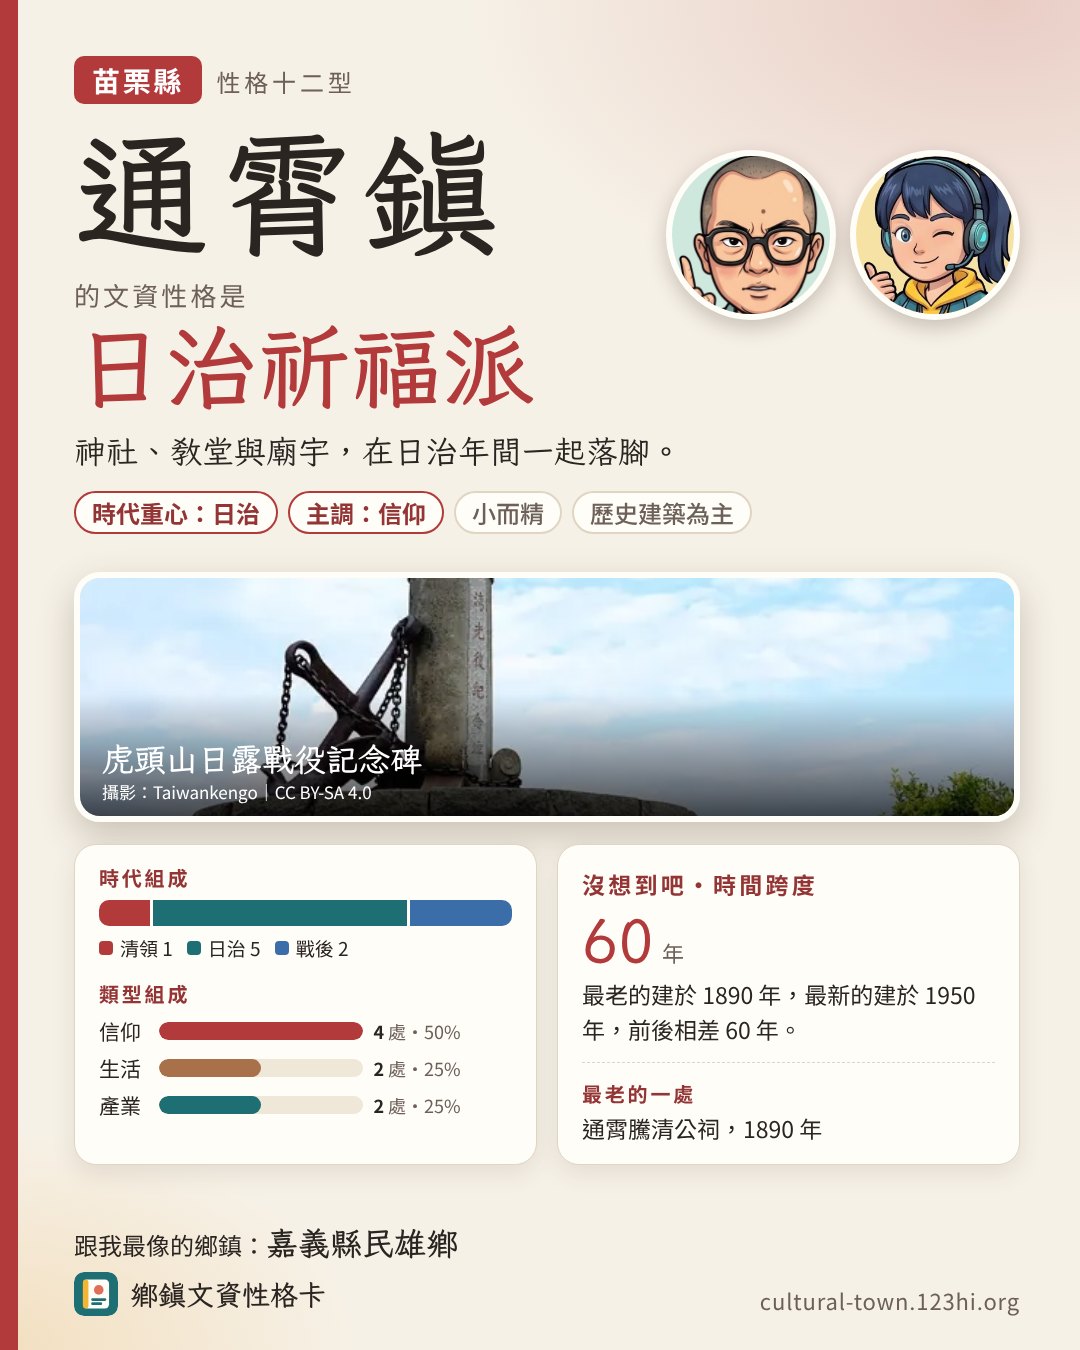 苗栗縣 性格十二型
通霄鎮
的文資性格是
日治祈福派
神社、教堂與廟宇，在日治年間一起落腳。
時代重心：日治 主調：信仰 小而精 歷史建築為主
虎頭山日露戰役記念碑
攝影：Taiwankengo｜CC BY-SA 4.0
時代組成
清領 1 日治 5 戰後 2
類型組成
信仰 4 處・50%
生活 2 處・25%
產業 2 處・25%
沒想到吧・時間跨度
60 年
最老的建於 1890 年，最新的建於 1950
年，前後相差 60 年。
最老的一處
通霄騰清公祠，1890 年
跟我最像的鄉鎮：嘉義縣民雄鄉
鄉鎮文資性格卡
cultural-town.123hi.org